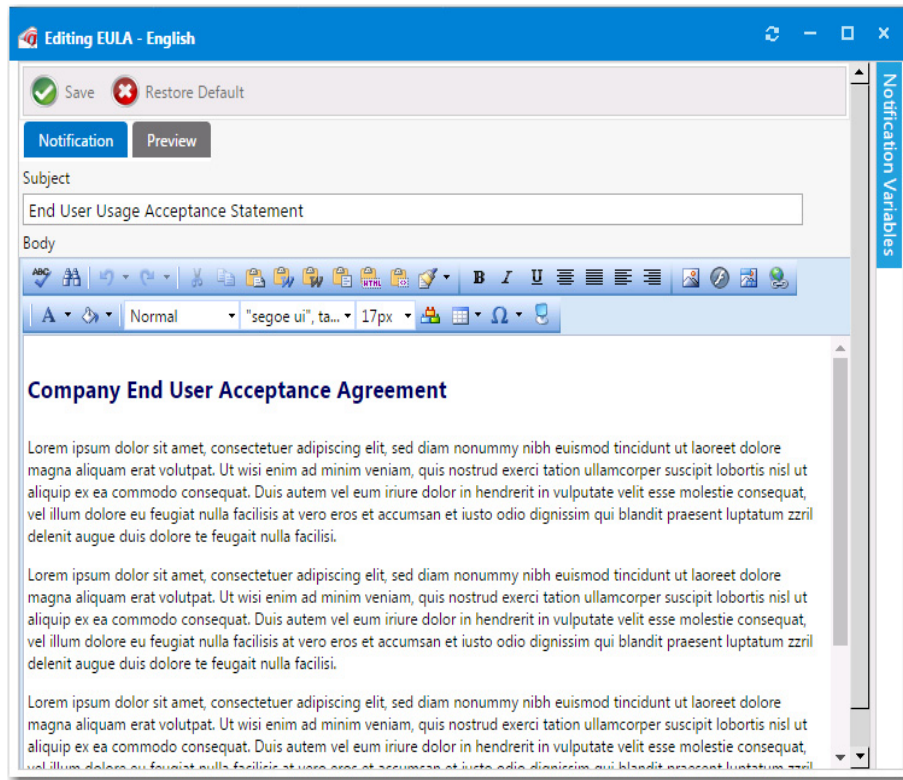 Editing EULA - English
Save Restore Default
Notification Preview
Notification Variables
Subject
End User Usage Acceptance Statement
Body
ABC HTML B I U
A Normal "segoe ui", ta... 17px Ω
Company End User Acceptance Agreement
Lorem ipsum dolor sit amet, consectetuer adipiscing elit, sed diam nonummy nibh euismod tincidunt ut laoreet dolore
magna aliquam erat volutpat. Ut wisi enim ad minim veniam, quis nostrud exerci tation ullamcorper suscipit lobortis nisl ut
aliquip ex ea commodo consequat. Duis autem vel eum iriure dolor in hendrerit in vulputate velit esse molestie consequat,
vel illum dolore eu feugiat nulla facilisis at vero eros et accumsan et iusto odio dignissim qui blandit praesent luptatum zzril
delenit augue duis dolore te feugait nulla facilisi.
Lorem ipsum dolor sit amet, consectetuer adipiscing elit, sed diam nonummy nibh euismod tincidunt ut laoreet dolore
magna aliquam erat volutpat. Ut wisi enim ad minim veniam, quis nostrud exerci tation ullamcorper suscipit lobortis nisl ut
aliquip ex ea commodo consequat. Duis autem vel eum iriure dolor in hendrerit in vulputate velit esse molestie consequat,
vel illum dolore eu feugiat nulla facilisis at vero eros et accumsan et iusto odio dignissim qui blandit praesent luptatum zzril
delenit augue duis dolore te feugait nulla facilisi.
Lorem ipsum dolor sit amet, consectetuer adipiscing elit, sed diam nonummy nibh euismod tincidunt ut laoreet dolore
magna aliquam erat volutpat. Ut wisi enim ad minim veniam, quis nostrud exerci tation ullamcorper suscipit lobortis nisl ut
aliquip ex ea commodo consequat. Duis autem vel eum iriure dolor in hendrerit in vulputate velit esse molestie consequat,